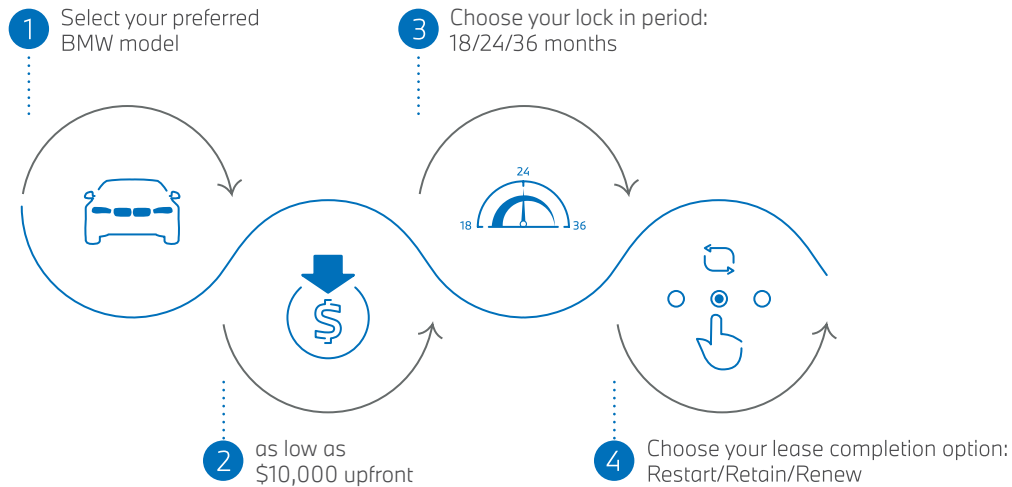 1
Select your preferred
BMW model
2
as low as
$10,000 upfront
$
3
Choose your lock in period:
18/24/36 months
24
18
36
4
Choose your lease completion option:
Restart/Retain/Renew